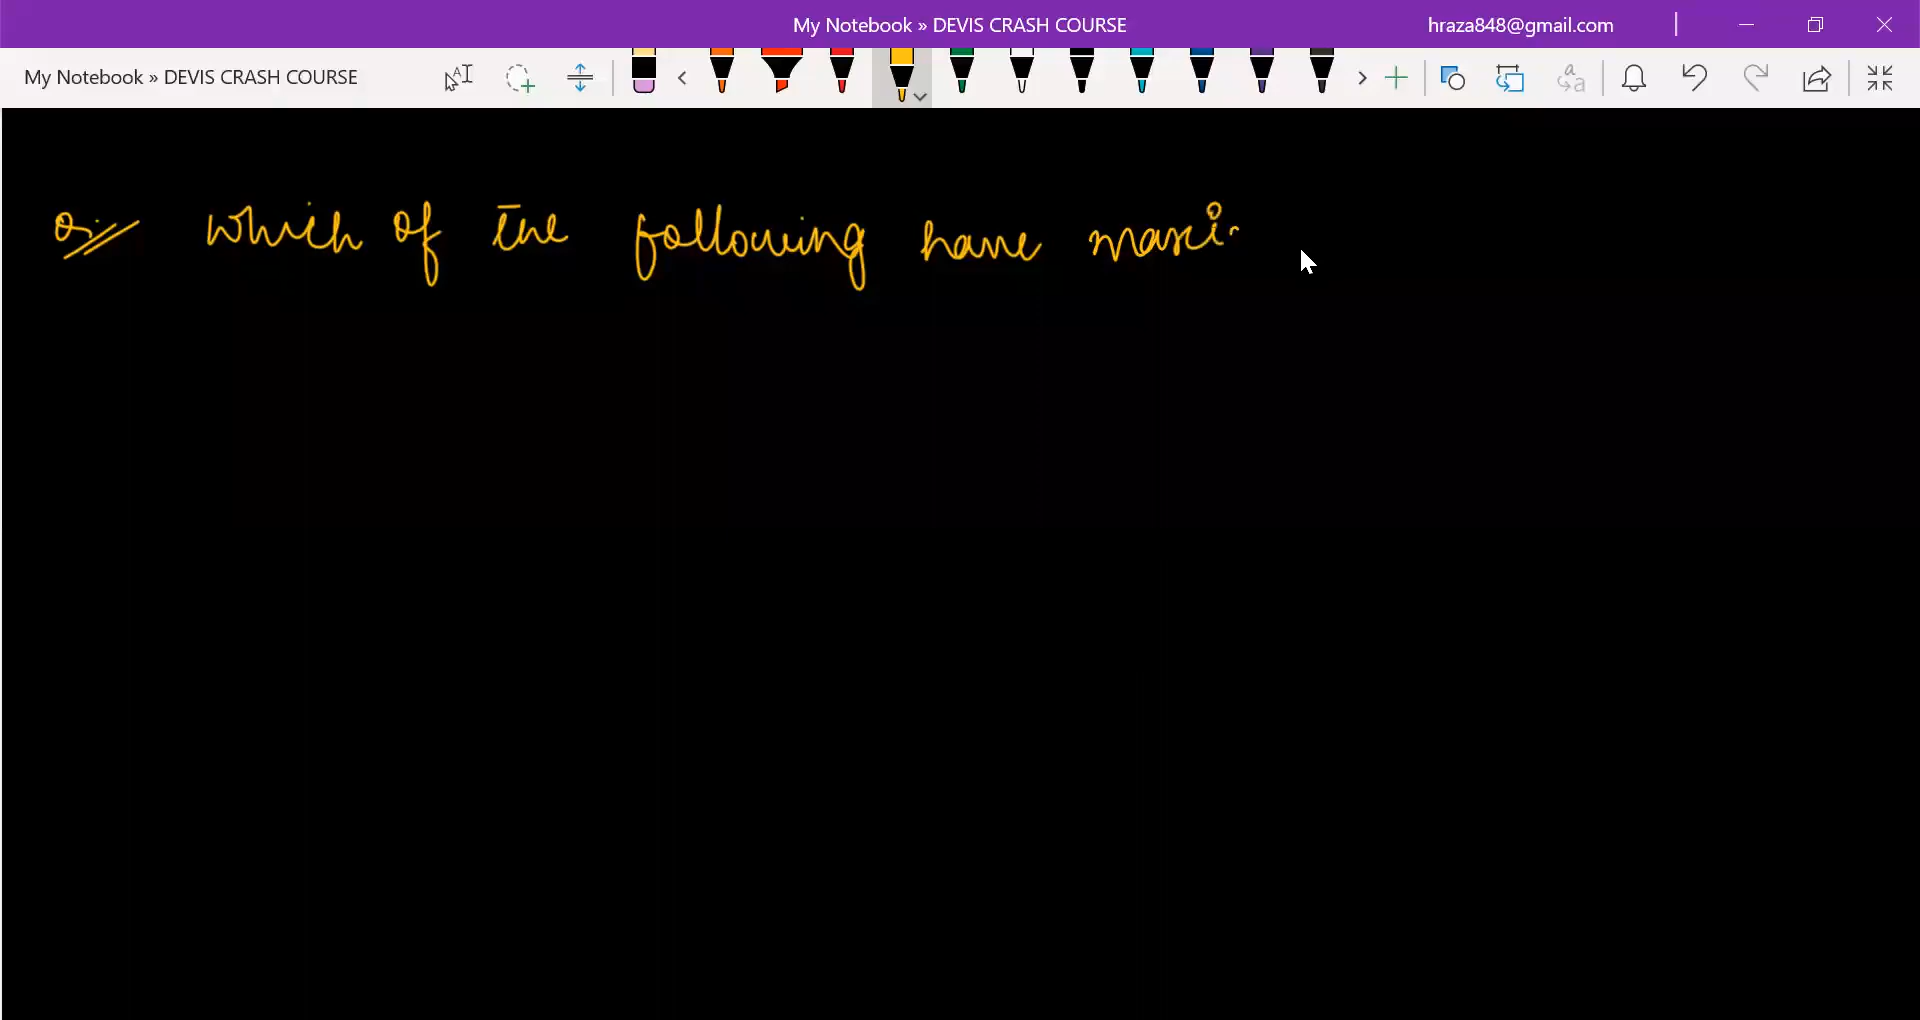 My Notebook » DEVIS CRASH COURSE
hraza848@gmail.com
My Notebook » DEVIS CRASH COURSE
Q:- which of the following have maxi